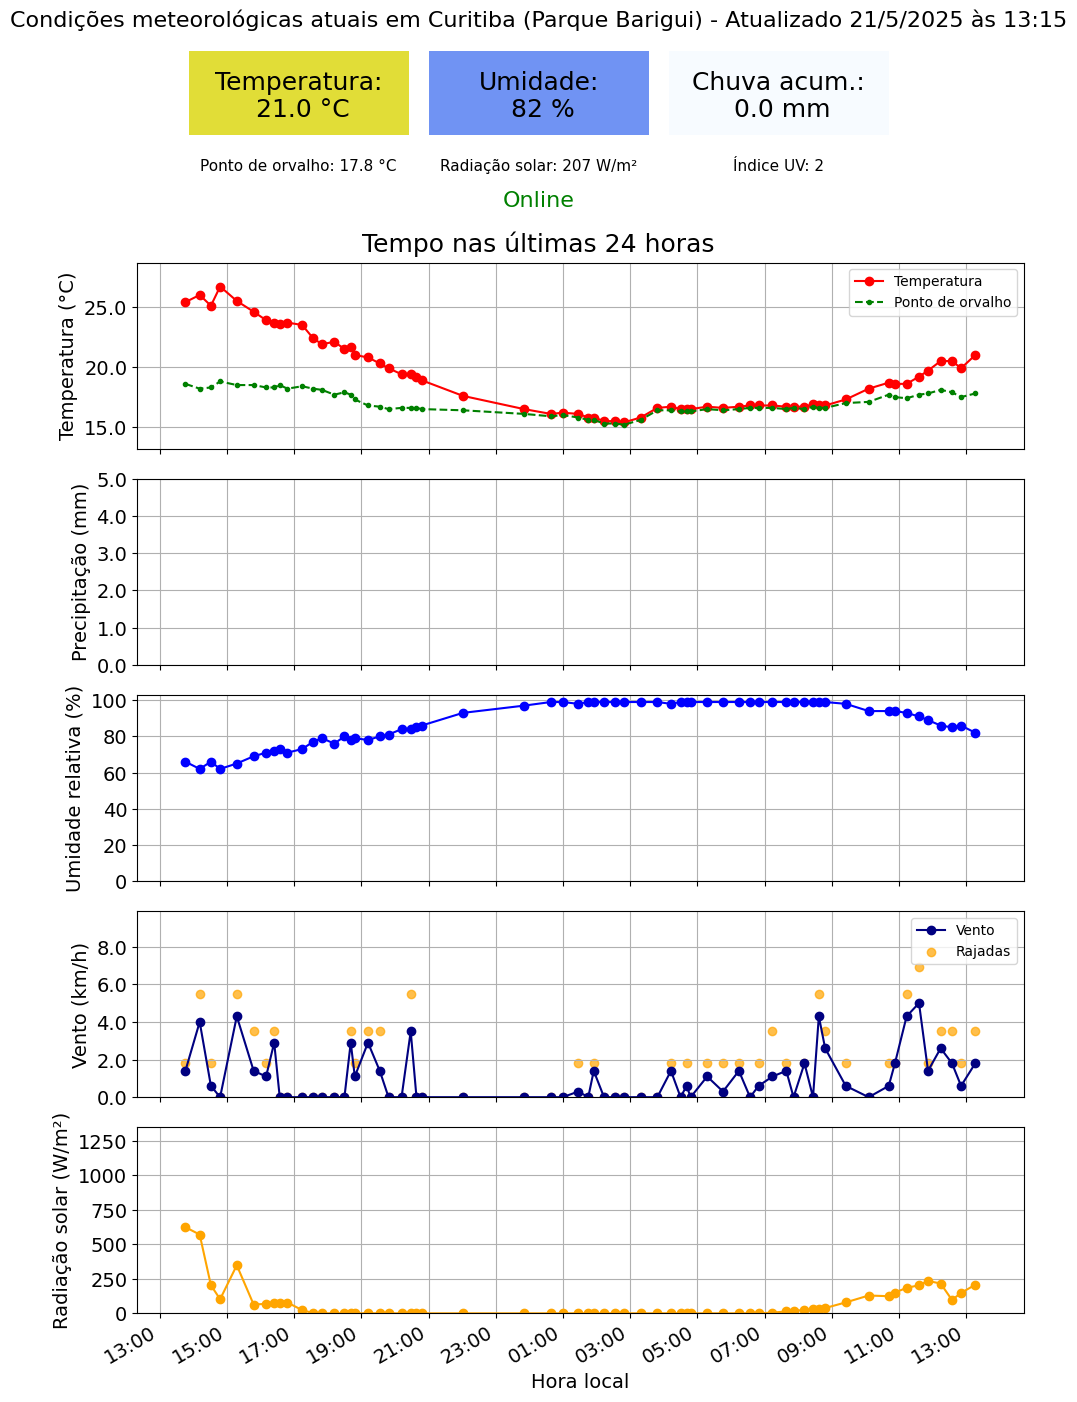 Condições meteorológicas atuais em Curitiba (Parque Barigui) - Atualizado 21/5/2025 às 13:15
Temperatura:
21.0 °C
Umidade:
82 %
Chuva acum.:
0.0 mm
Ponto de orvalho: 17.8 °C
Radiação solar: 207 W/m²
Índice UV: 2
Online
Tempo nas últimas 24 horas
Temperatura (°C)
25.0
20.0
15.0
Temperatura
Ponto de orvalho
Precipitação (mm)
5.0
4.0
3.0
2.0
1.0
0.0
Umidade relativa (%)
100
80
60
40
20
0
Vento (km/h)
8.0
6.0
4.0
2.0
0.0
Vento
Rajadas
Radiação solar (W/m²)
1250
1000
750
500
250
0
13:00
15:00
17:00
19:00
21:00
23:00
01:00
03:00
05:00
07:00
09:00
11:00
13:00
Hora local